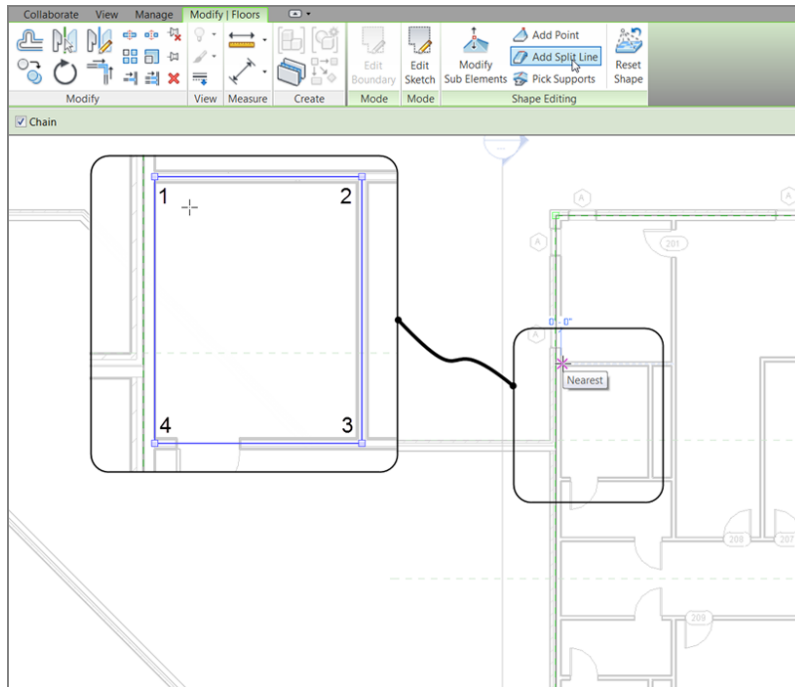 Collaborate View Manage Modify | Floors
Edit Boundary
Edit Sketch
Modify Sub Elements
Add Point
Add Split Line
Pick Supports
Reset Shape
Modify View Measure Create Mode Mode Shape Editing
Chain
1 2
4 3
A A
A 201
0' - 0"
A
Nearest
208 207
209